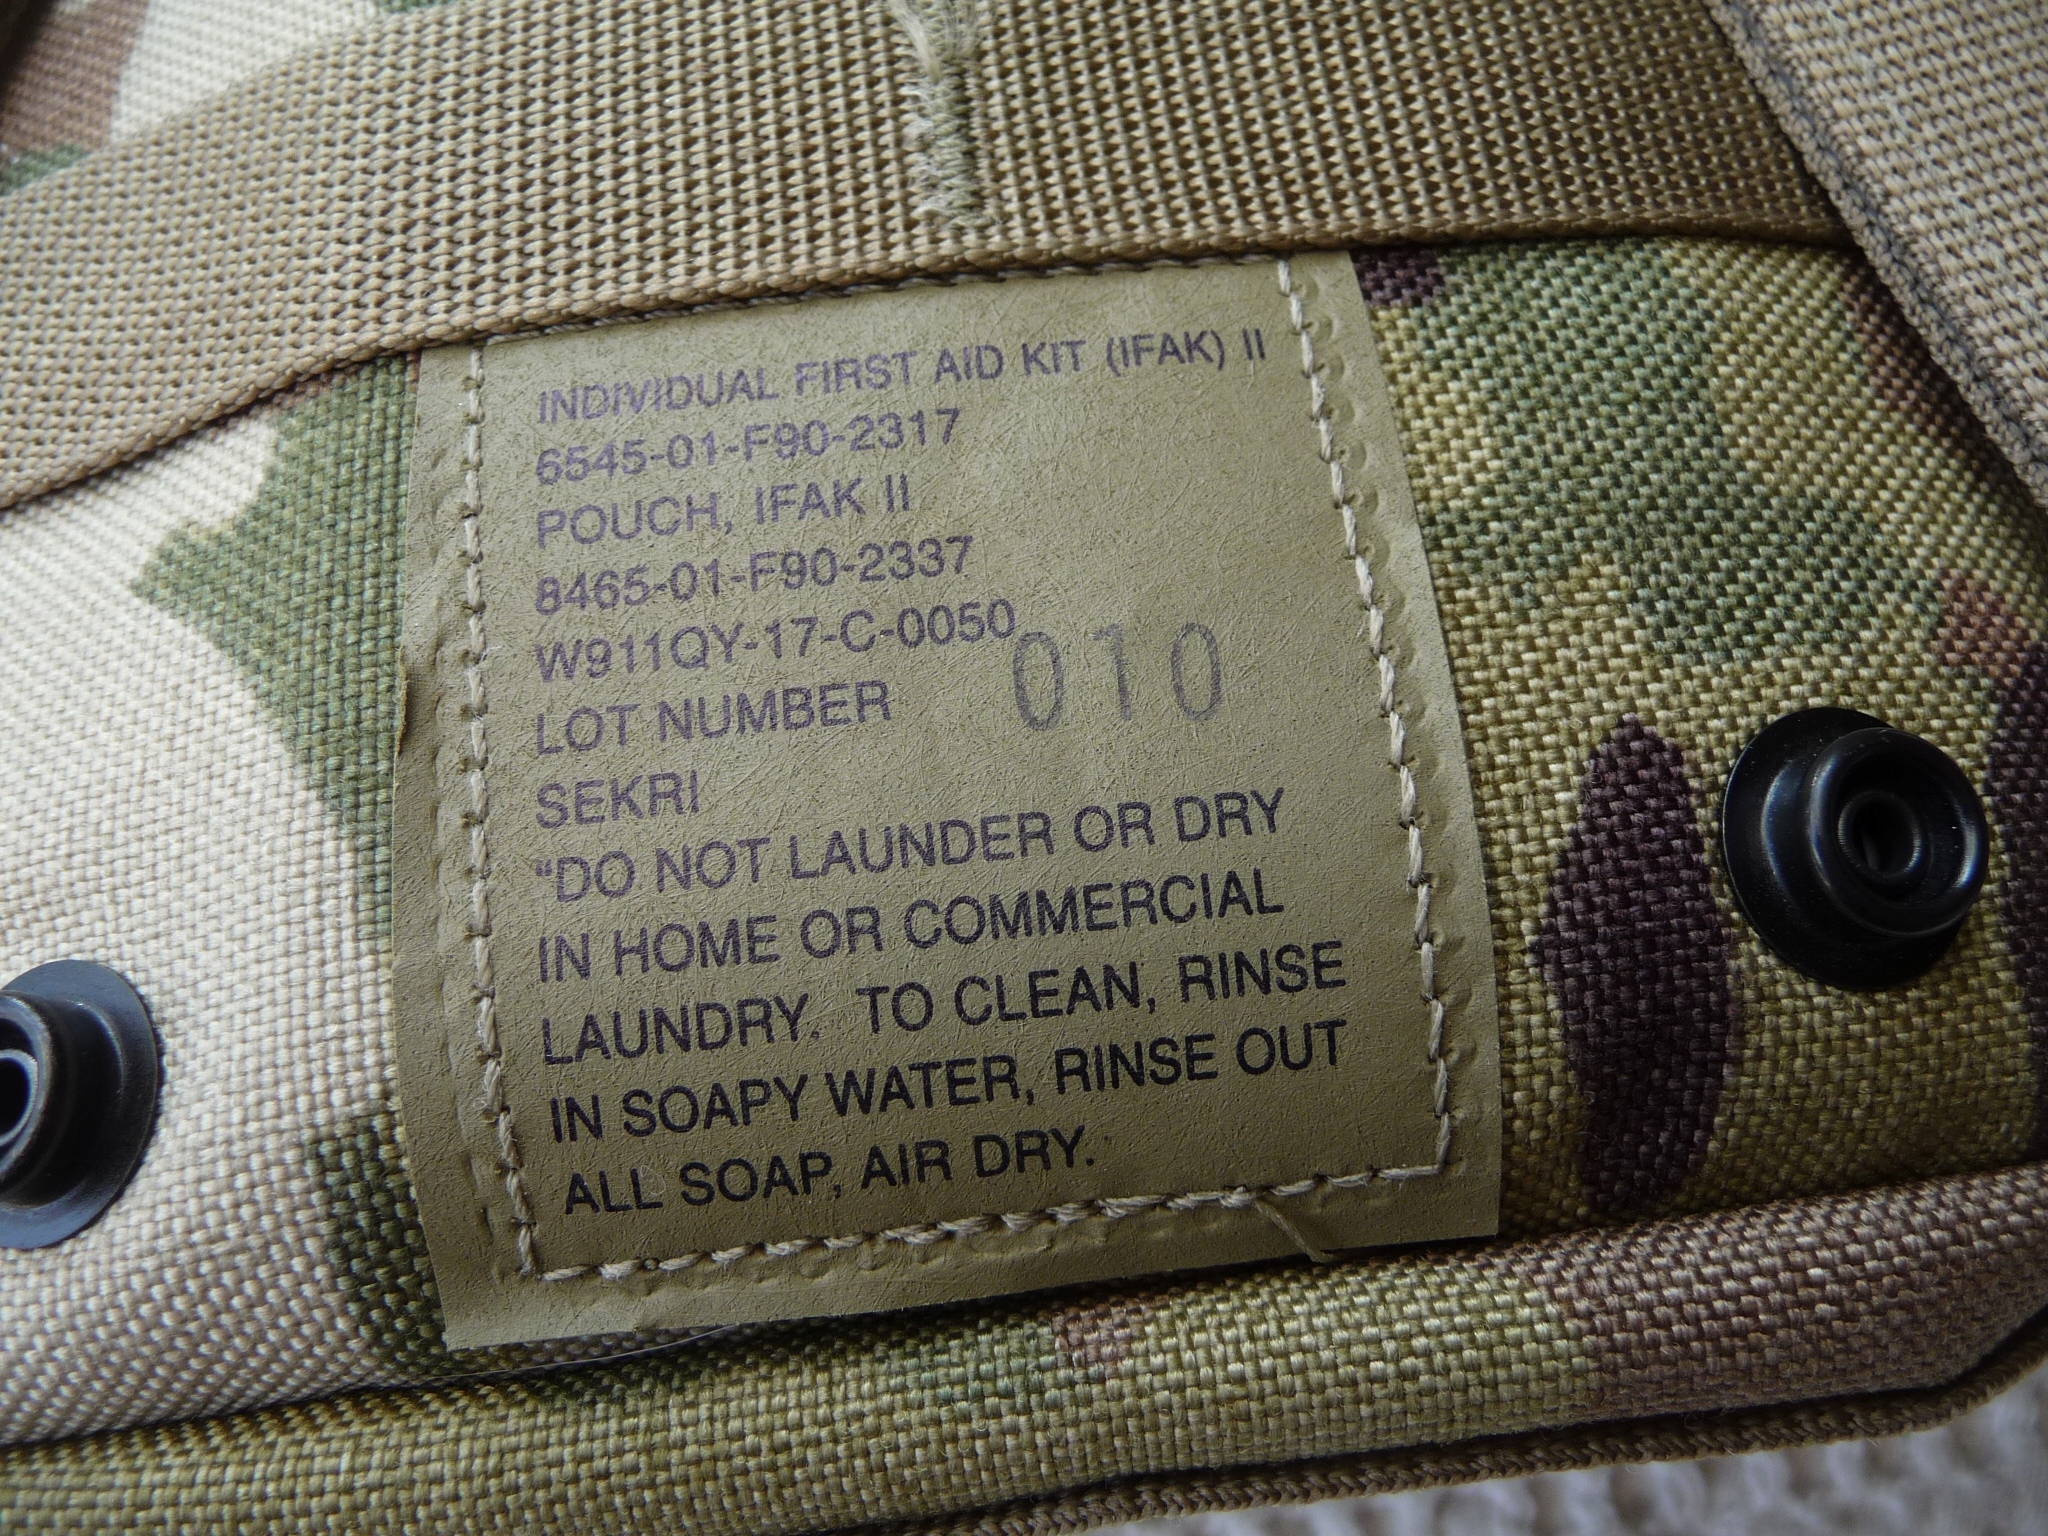 INDIVIDUAL FIRST AID KIT (IFAK) II
6545-01-F90-2317
POUCH, IFAK II
8465-01-F90-2337
W911QY-17-C-0050
LOT NUMBER 010
SEKRI
"DO NOT LAUNDER OR DRY
IN HOME OR COMMERCIAL
LAUNDRY. TO CLEAN, RINSE
IN SOAPY WATER, RINSE OUT
ALL SOAP, AIR DRY.